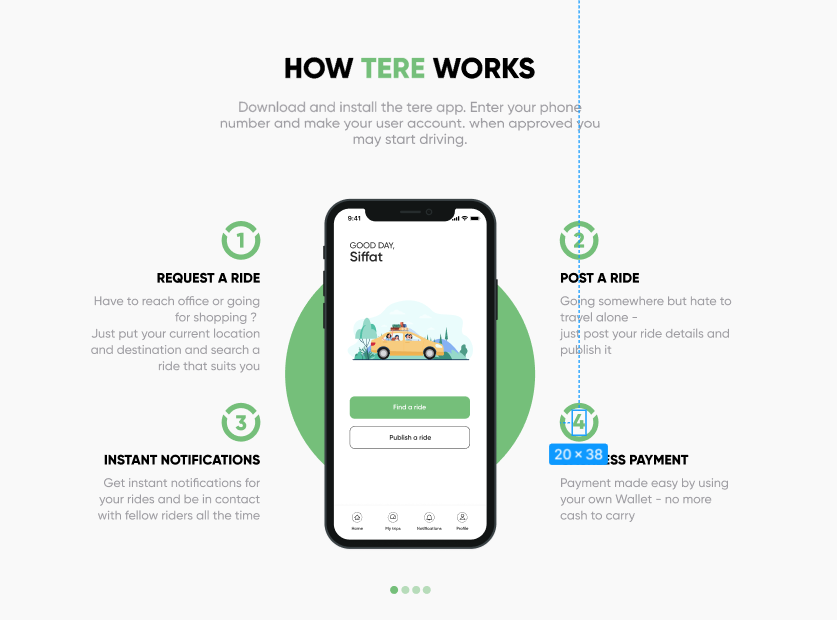 HOW TERE WORKS
Download and install the tere app. Enter your phone
number and make your user account. when approved you
may start driving.
1
REQUEST A RIDE
Have to reach office or going
for shopping ?
Just put your current location
and destination and search a
ride that suits you
3
INSTANT NOTIFICATIONS
Get instant notifications for
your rides and be in contact
with fellow riders all the time
9:41
GOOD DAY,
Siffat
Find a ride
Publish a ride
Home My trips Notifications Profile
2
POST A RIDE
Going somewhere but hate to
travel alone -
just post your ride details and
publish it
4
20 × 38
ESS PAYMENT
Payment made easy by using
your own Wallet - no more
cash to carry